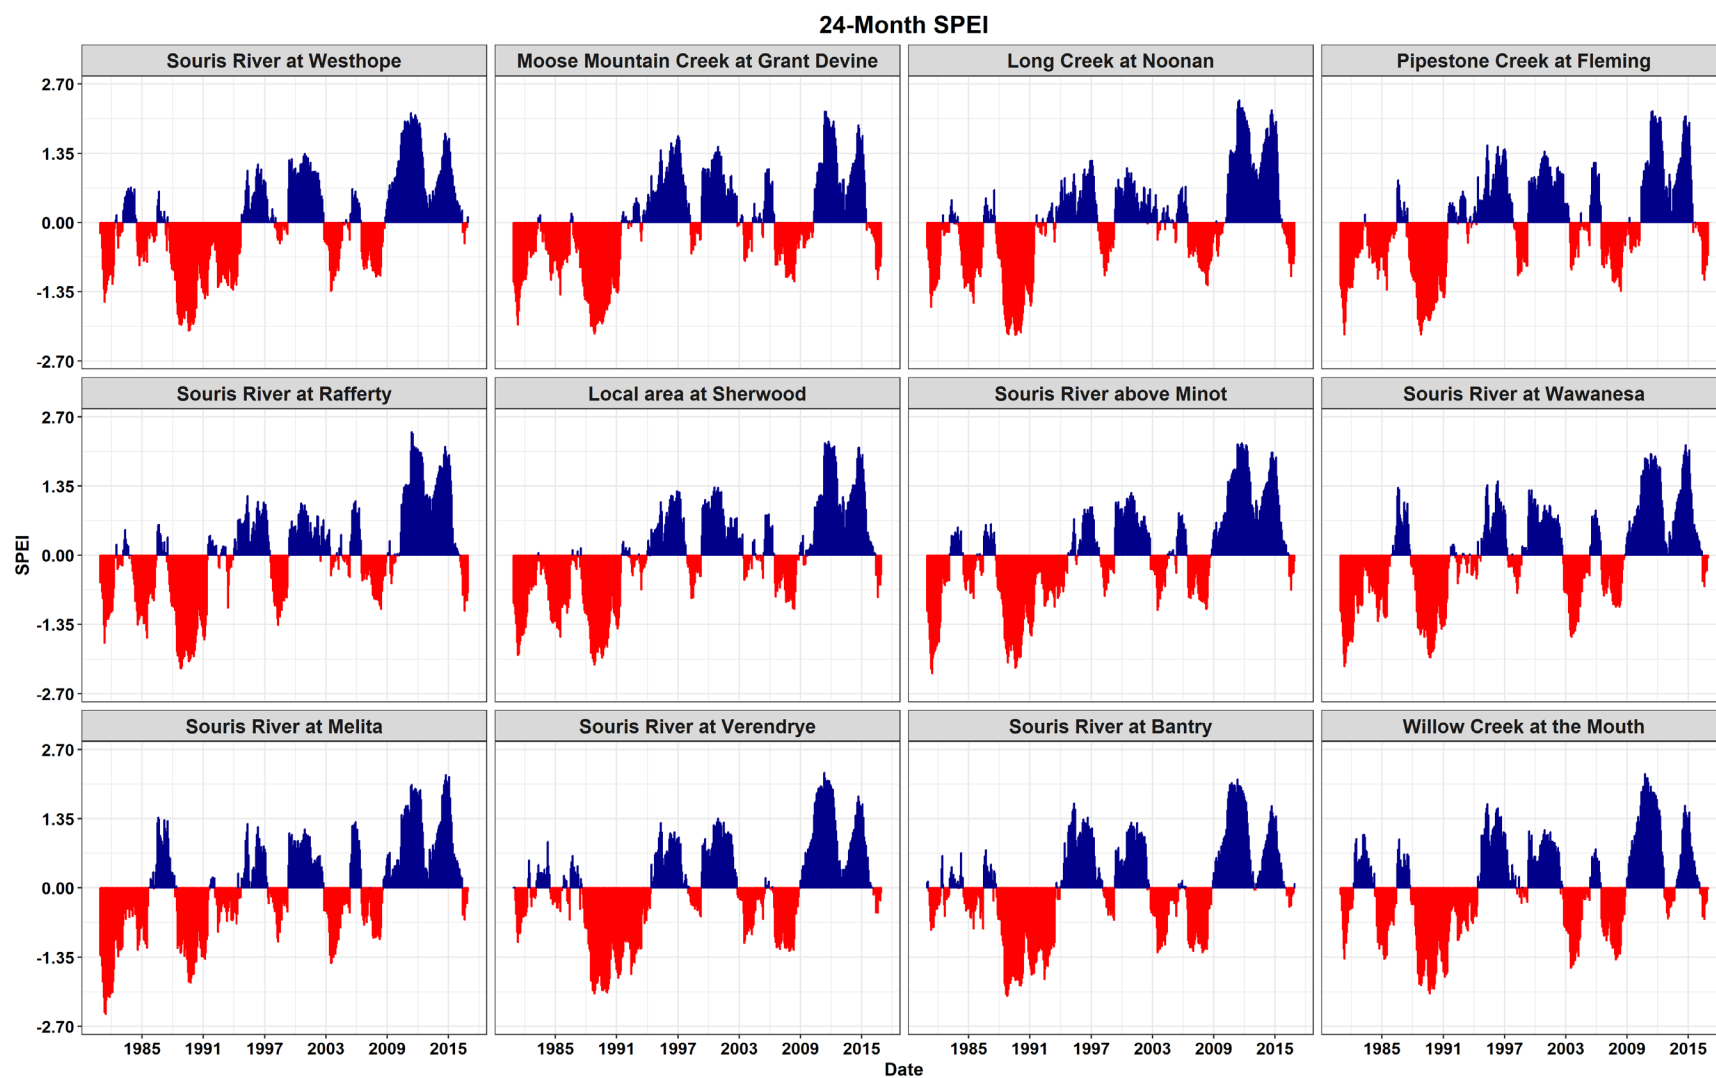 24-Month SPEI
Souris River at Westhope
Moose Mountain Creek at Grant Devine
Long Creek at Noonan
Pipestone Creek at Fleming
2.70
1.35
0.00
-1.35
-2.70
Souris River at Rafferty
Local area at Sherwood
Souris River above Minot
Souris River at Wawanesa
2.70
1.35
0.00
-1.35
-2.70
SPEI
Souris River at Melita
Souris River at Verendrye
Souris River at Bantry
Willow Creek at the Mouth
2.70
1.35
0.00
-1.35
-2.70
1985 1991 1997 2003 2009 2015
1985 1991 1997 2003 2009 2015
1985 1991 1997 2003 2009 2015
1985 1991 1997 2003 2009 2015
Date